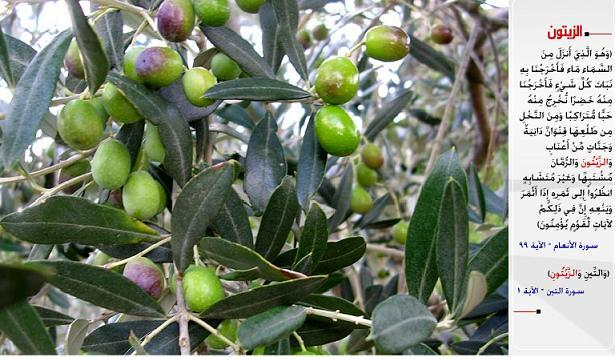 الزيتون
(وَهُوَ الَّذِيَ أَنزَلَ مِنَ
السَّمَاءِ مَاء فَأَخْرَجْنَا بِهِ
نَبَاتَ كُلِّ شَيْءٍ فَأَخْرَجْنَا
مِنْهُ خَضِرًا نُّخْرِجُ مِنْهُ
حَبًّا مُّتَرَاكِبًا وَمِنَ النَّخْلِ
مِن طَلْعِهَا قِنْوَانٌ دَانِيَةٌ
وَجَنَّاتٍ مِّنْ أَعْنَابٍ
وَالزَّيْتُونَ وَالرُّمَّانَ
مُشْتَبِهًا وَغَيْرَ مُتَشَابِهٍ
انظُرُواْ إِلِى ثَمَرِهِ إِذَا أَثْمَرَ
وَيَنْعِهِ إِنَّ فِي ذَلِكُمْ
لآيَاتٍ لِّقَوْمٍ يُؤْمِنُونَ)
سورة الأنعام - الآية ٩٩
(وَالتِّينِ وَالزَّيْتُونِ)
سورة التين - الآية ١